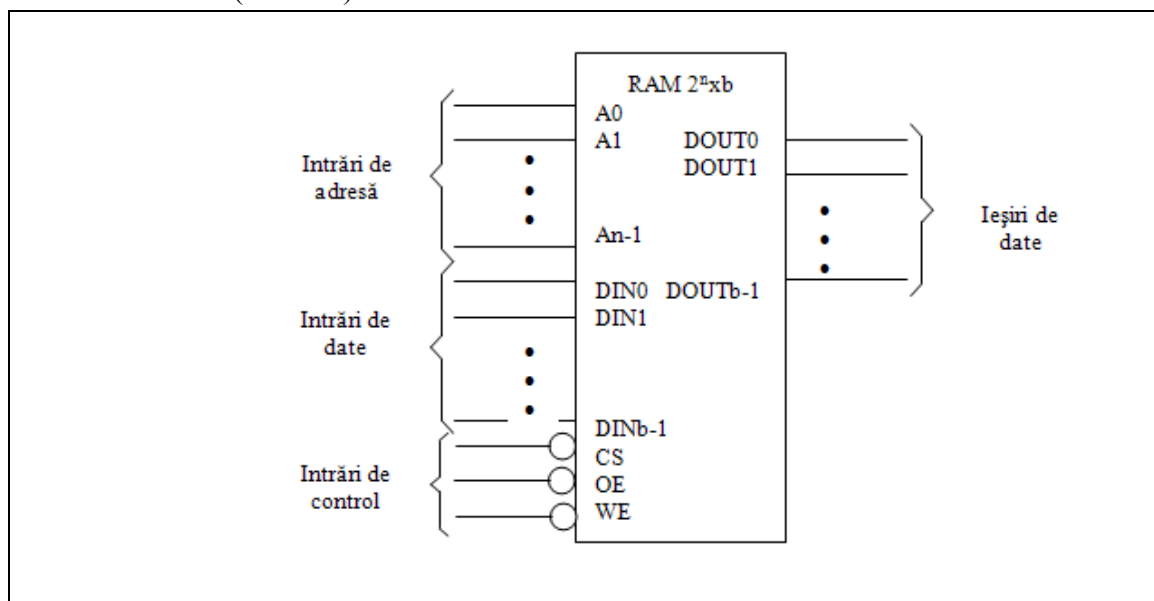 RAM 2ⁿxb
A0
A1
An-1
DIN0
DIN1
DINb-1
CS
OE
WE
DOUT0
DOUT1
DOUTb-1
Intrări de
adresă
Intrări de
date
Intrări de
control
Ieşiri de
date